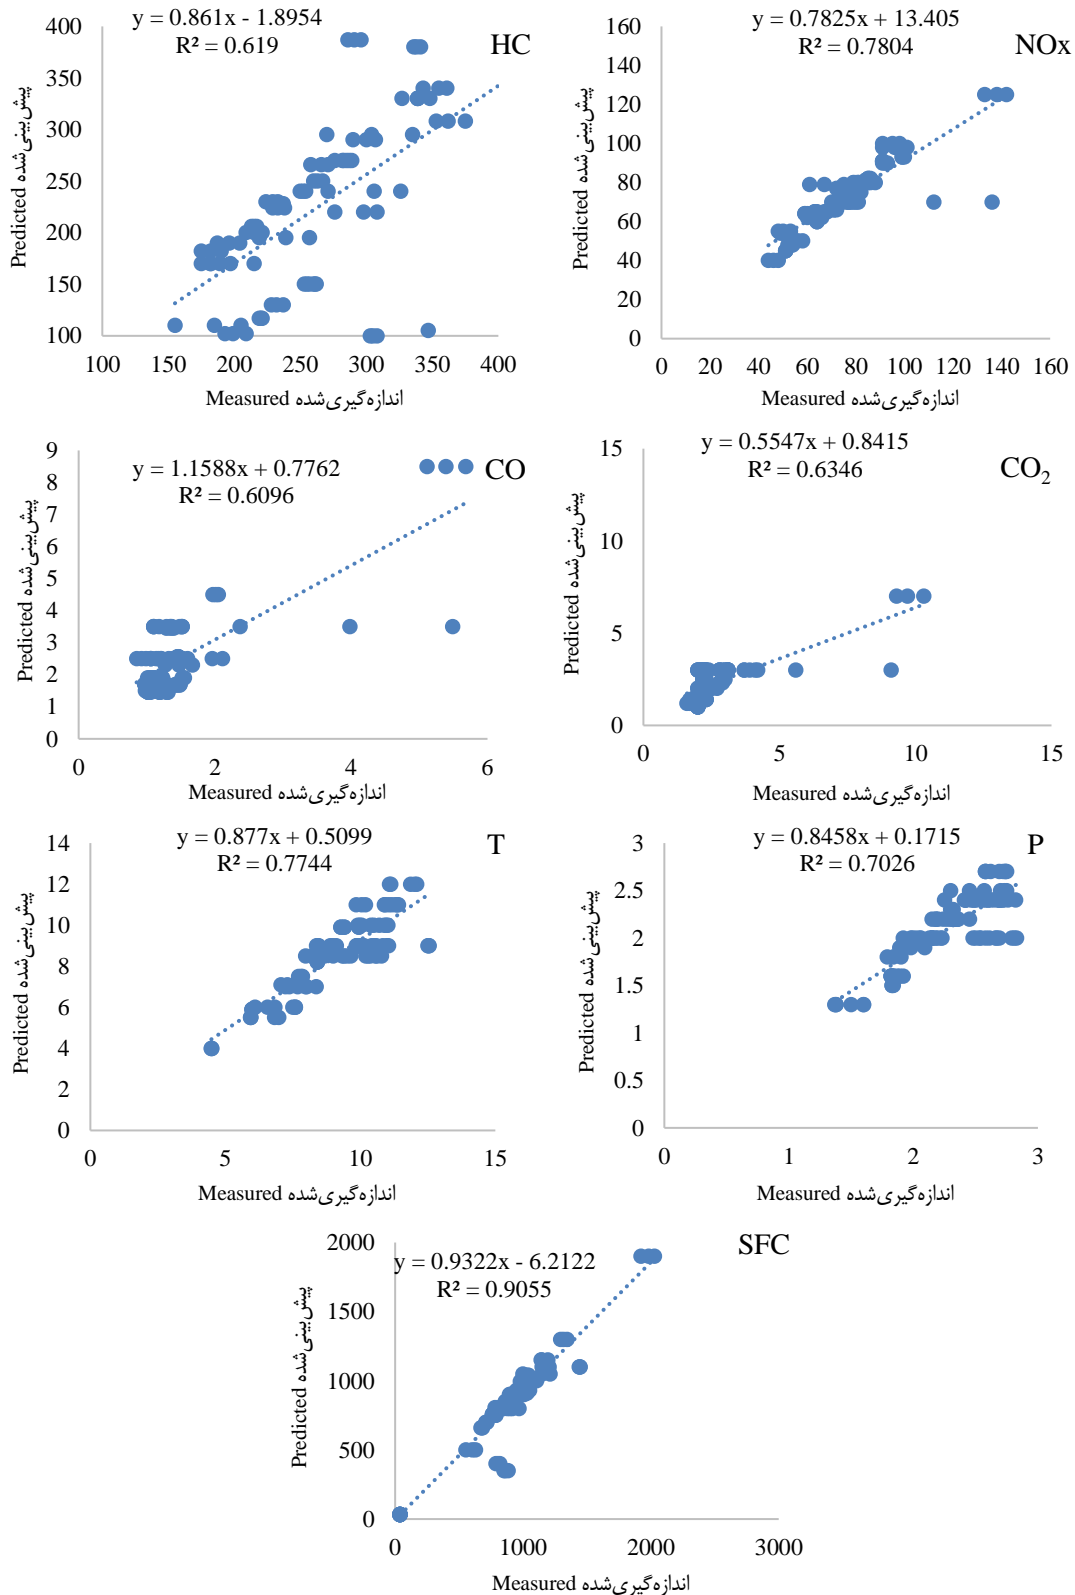 y = 0.861x - 1.8954
R² = 0.619
HC
400
350
300
250
200
150
100
100 150 200 250 300 350 400
Predicted پیش‌بینی‌شده
Measured اندازه‌گیری‌شده
y = 0.7825x + 13.405
R² = 0.7804
NOx
160
140
120
100
80
60
40
20
0
0 20 40 60 80 100 120 140 160
Predicted پیش‌بینی‌شده
Measured اندازه‌گیری‌شده
y = 1.1588x + 0.7762
R² = 0.6096
CO
9
8
7
6
5
4
3
2
1
0
0 2 4 6
Predicted پیش‌بینی‌شده
Measured اندازه‌گیری‌شده
y = 0.5547x + 0.8415
R² = 0.6346
CO₂
15
10
5
0
0 5 10 15
Predicted پیش‌بینی‌شده
Measured اندازه‌گیری‌شده
y = 0.877x + 0.5099
R² = 0.7744
T
14
12
10
8
6
4
2
0
0 5 10 15
Predicted پیش‌بینی‌شده
Measured اندازه‌گیری‌شده
y = 0.8458x + 0.1715
R² = 0.7026
P
3
2.5
2
1.5
1
0.5
0
0 1 2 3
Predicted پیش‌بینی‌شده
Measured اندازه‌گیری‌شده
y = 0.9322x - 6.2122
R² = 0.9055
SFC
2000
1500
1000
500
0
0 1000 2000 3000
Predicted پیش‌بینی‌شده
Measured اندازه‌گیری‌شده